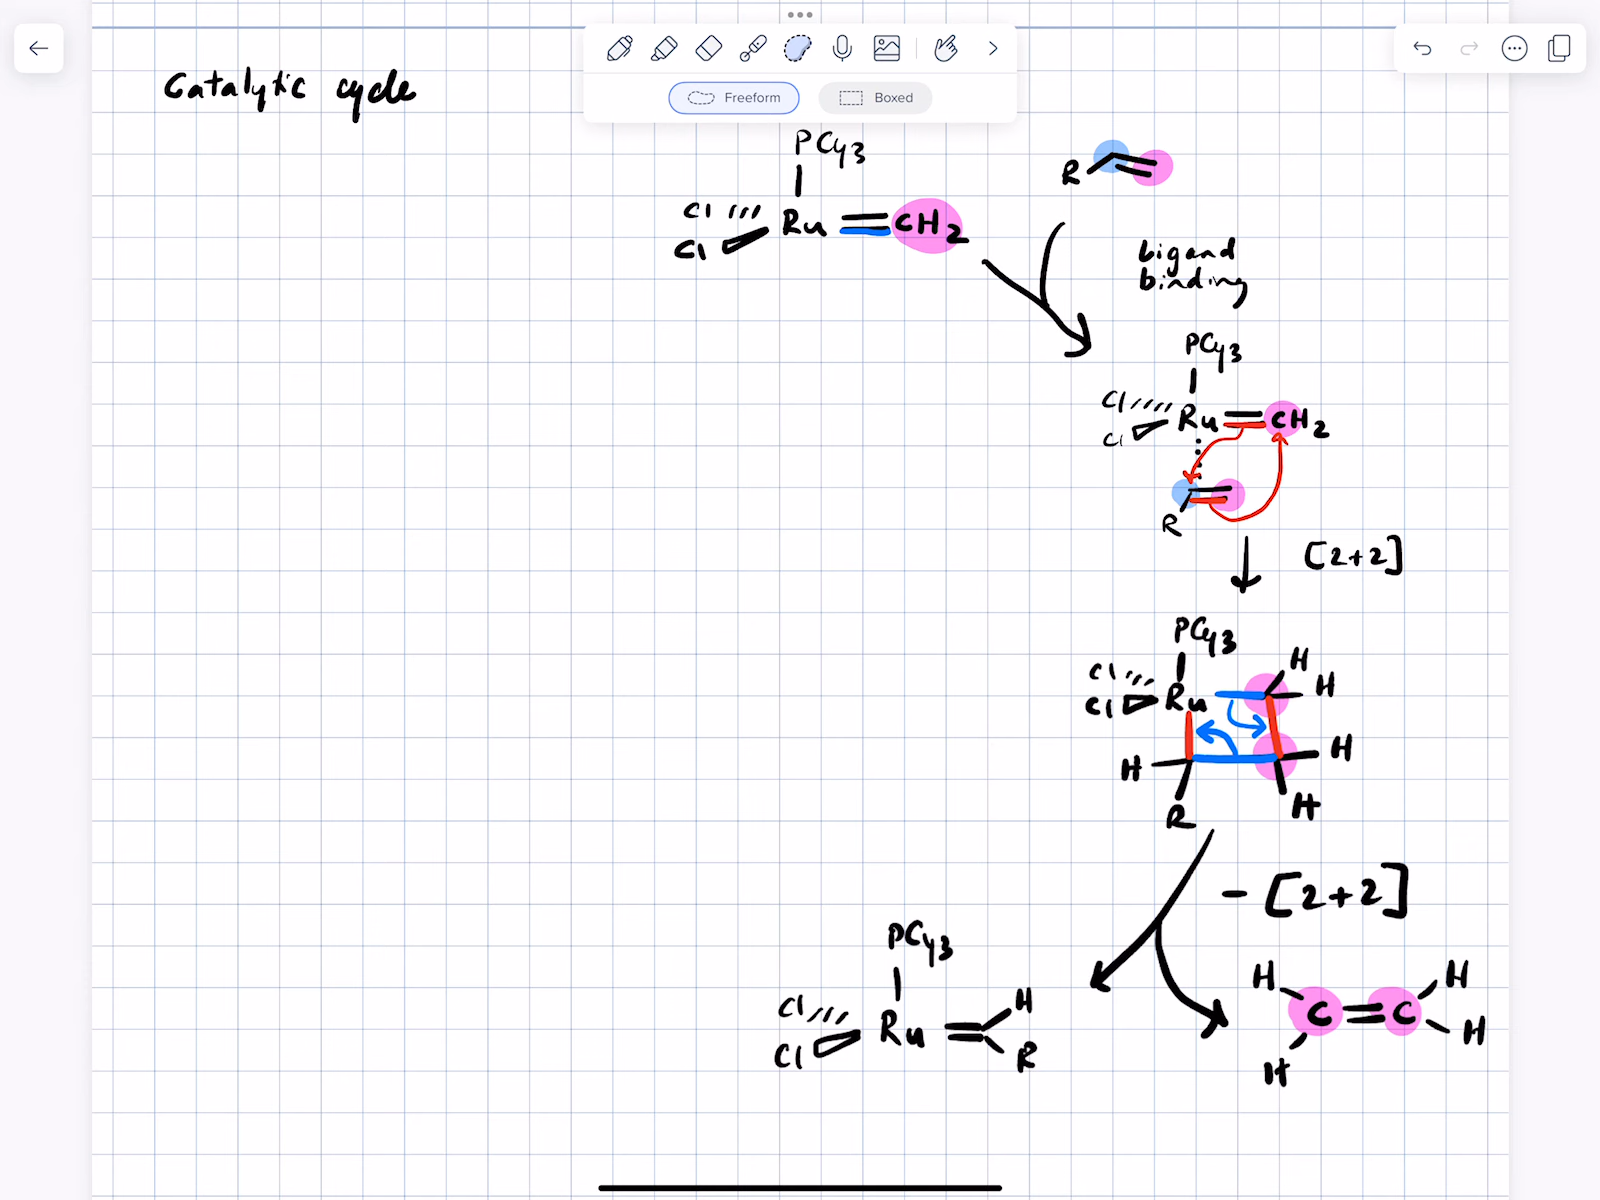 Freeform
Boxed
Catalytic cycle
PCy3
R
Cl
Ru
CH2
Cl
Ligand
binding
PCy3
Cl
Ru
CH2
Cl
R
[2+2]
PCy3
H
Cl
H
Cl
Ru
H
H
R
H
- [2+2]
PCy3
H
H
Cl
H
C
C
Ru
H
Cl
R
H